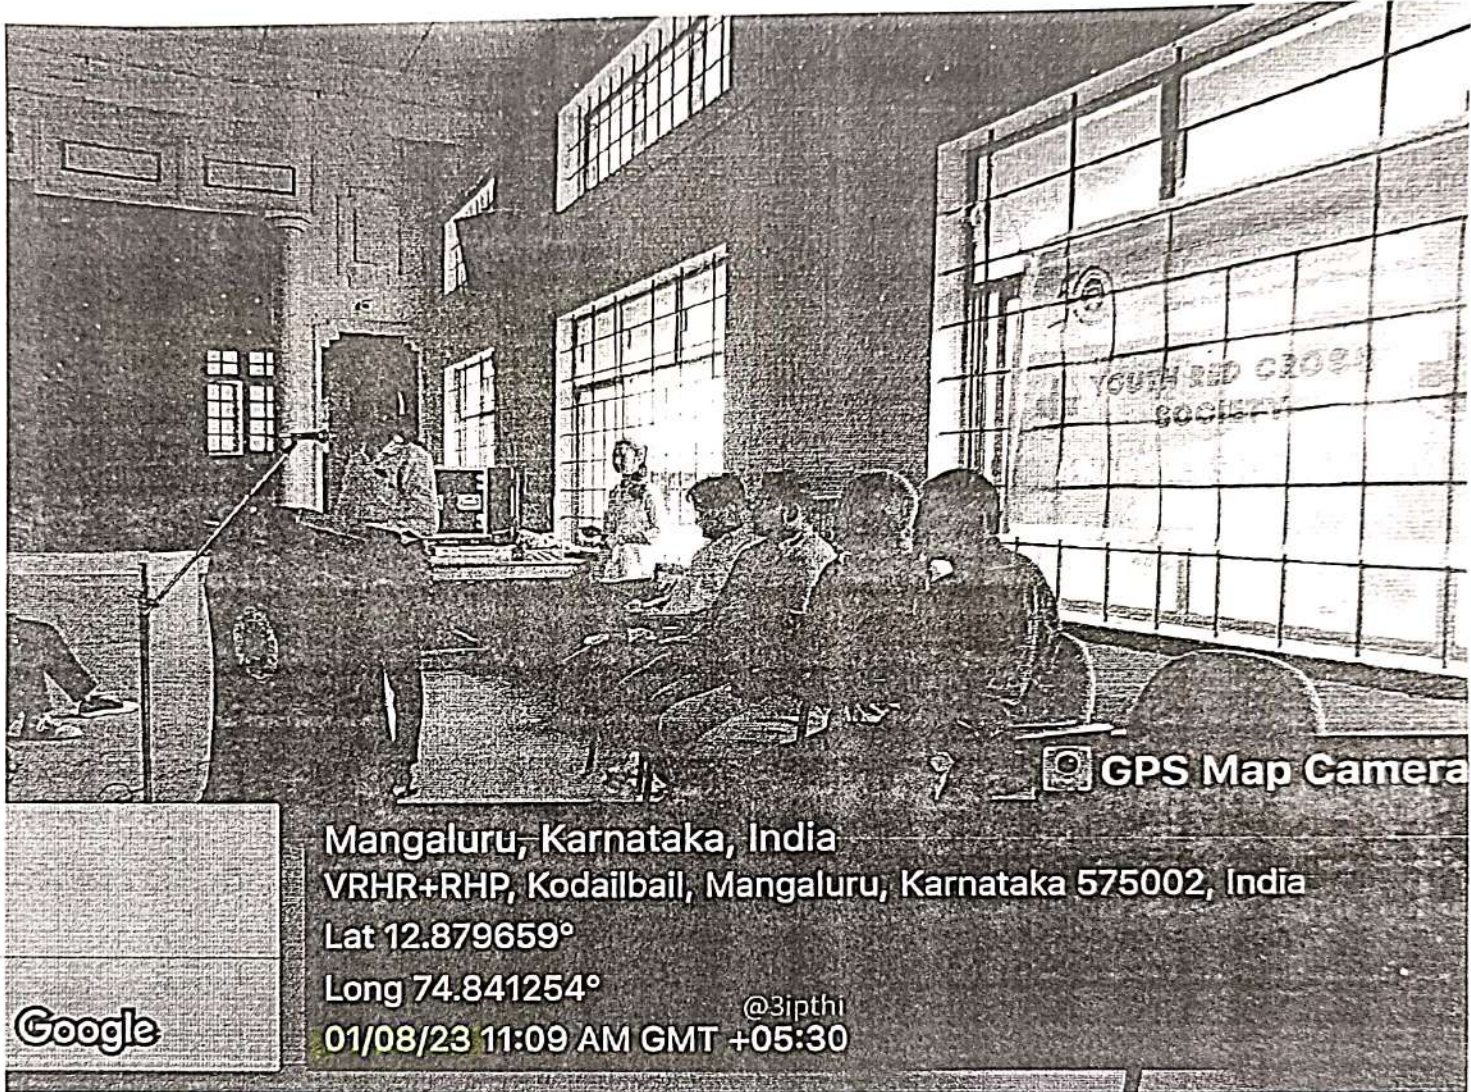 YOUTH RED CROSS
SOCIETY
GPS Map Camera
Mangaluru, Karnataka, India
VRHR+RHP, Kodailbail, Mangaluru, Karnataka 575002, India
Lat 12.879659°
Long 74.841254°
@3ipthi
01/08/23 11:09 AM GMT +05:30
Google